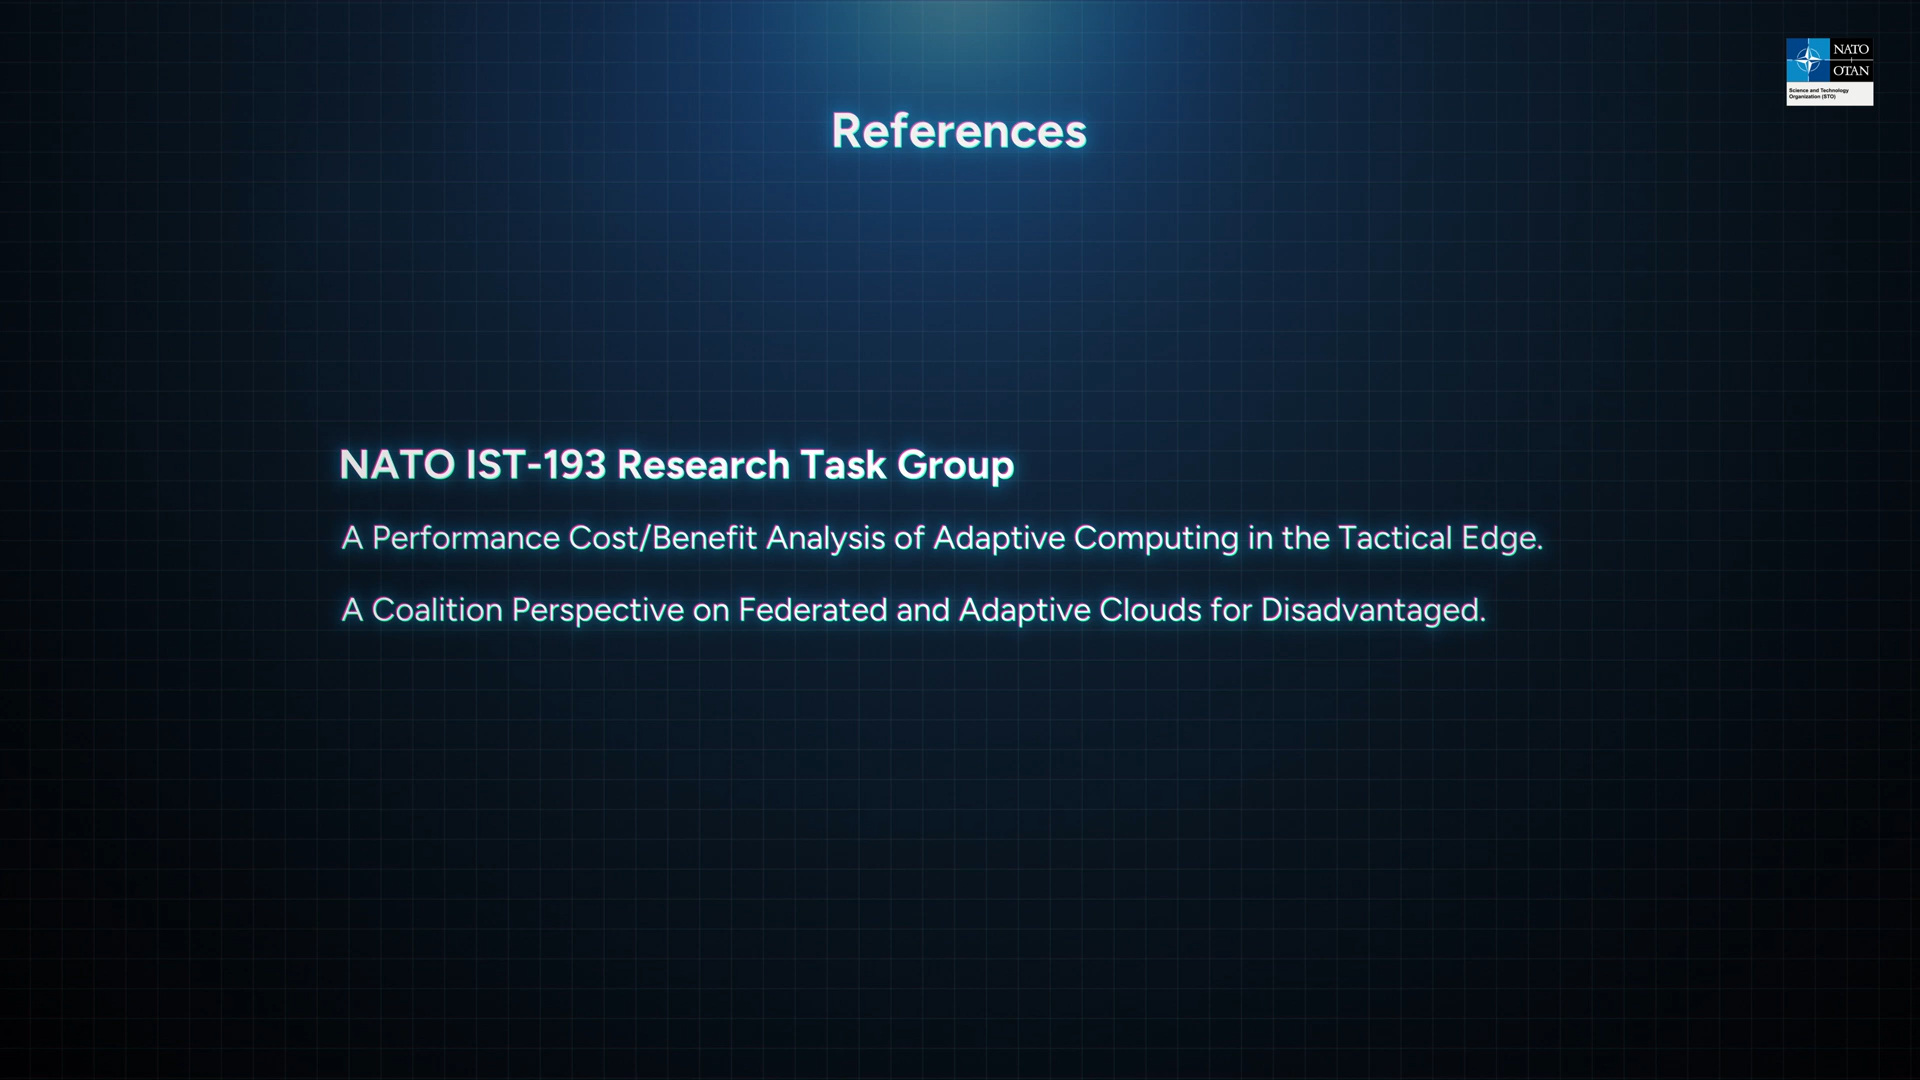 NATO
OTAN
Science and Technology
Organization (STO)
References
NATO IST-193 Research Task Group
A Performance Cost/Benefit Analysis of Adaptive Computing in the Tactical Edge.
A Coalition Perspective on Federated and Adaptive Clouds for Disadvantaged.